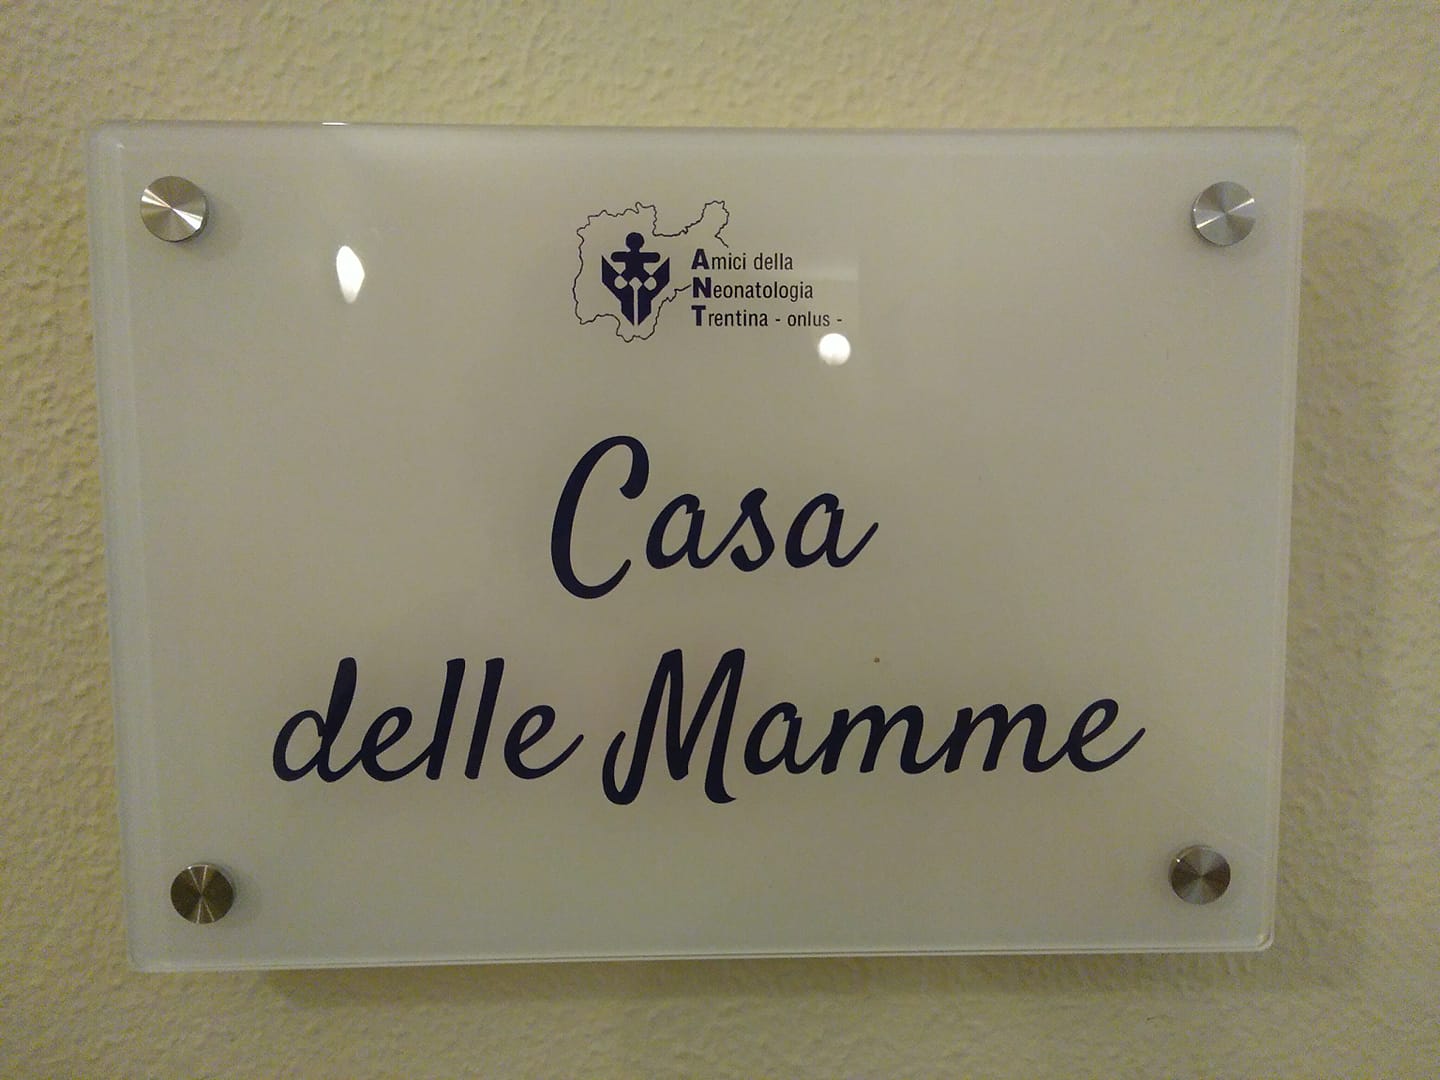 Amici della
Neonatologia
Trentina - onlus -
Casa
delle Mamme